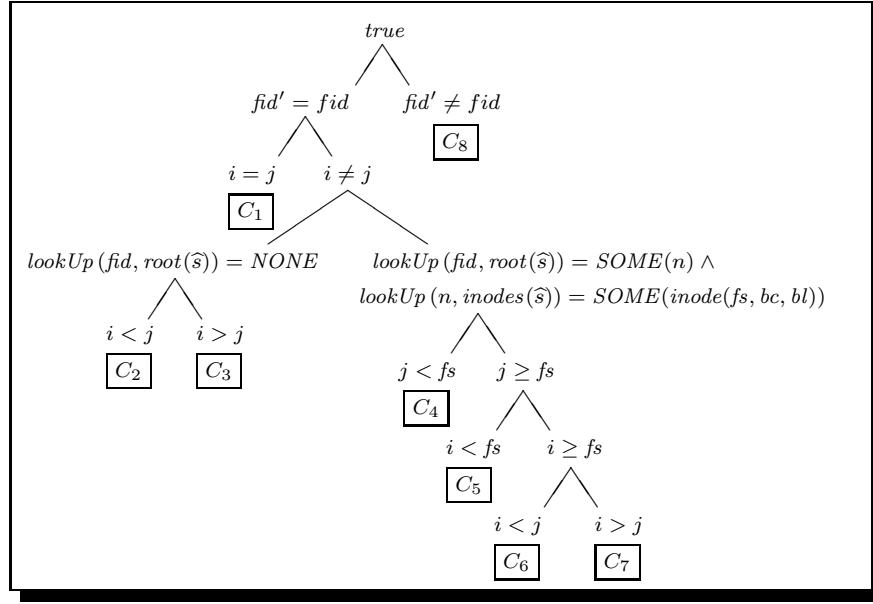 true
fid′ = fid fid′ ≠ fid
C₈
i = j i ≠ j
C₁
lookUp (fid, root(ŝ)) = NONE lookUp (fid, root(ŝ)) = SOME(n) ∧
lookUp (n, inodes(ŝ)) = SOME(inode(fs, bc, bl))
i < j i > j
C₂ C₃
j < fs j ≥ fs
C₄
i < fs i ≥ fs
C₅
i < j i > j
C₆ C₇